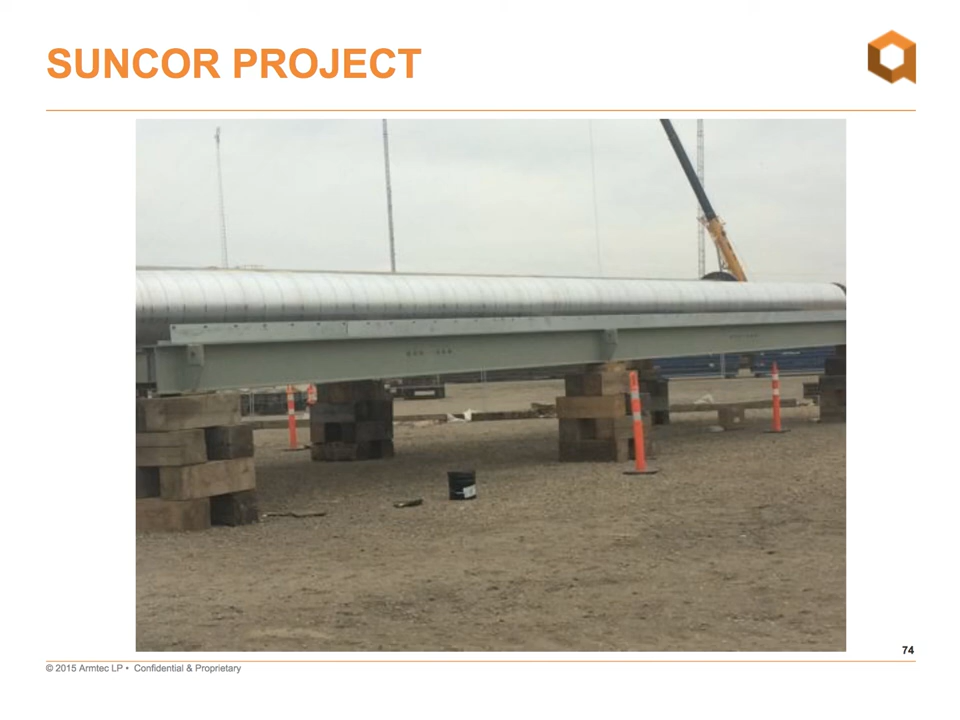 SUNCOR PROJECT
74
© 2015 Armtec LP • Confidential & Proprietary